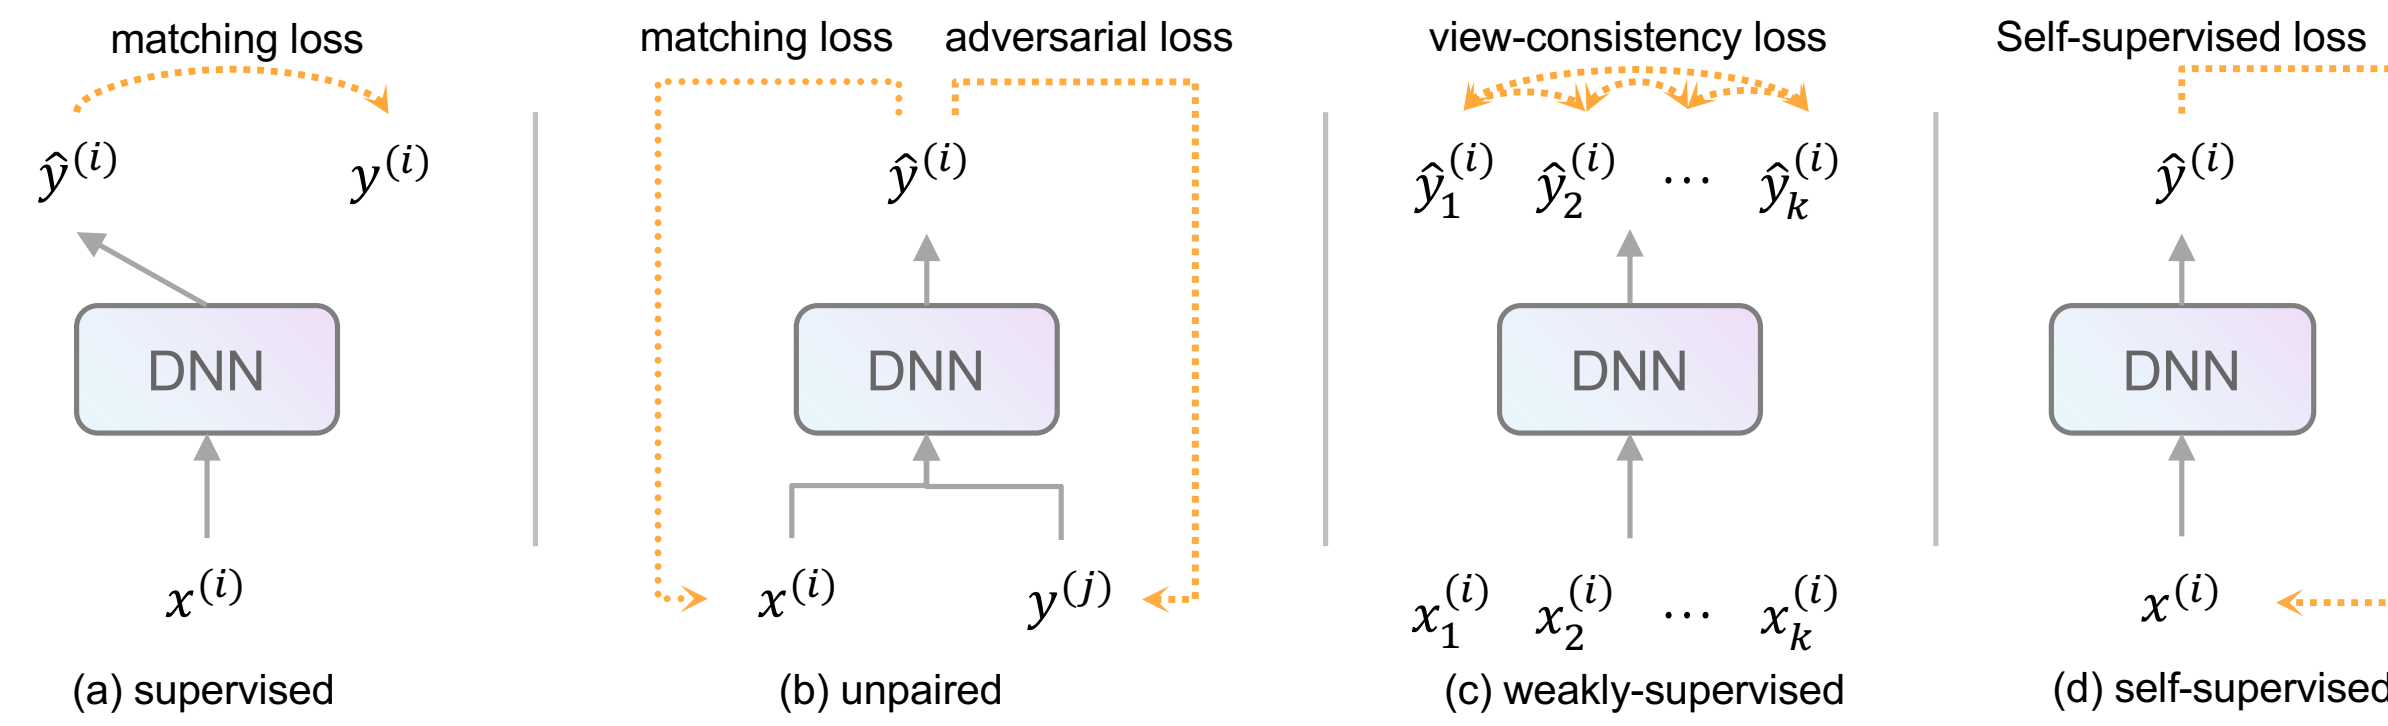 matching loss
matching loss adversarial loss
view-consistency loss
Self-supervised loss
ŷ⁽ⁱ⁾ y⁽ⁱ⁾
ŷ⁽ⁱ⁾
ŷ₁⁽ⁱ⁾ ŷ₂⁽ⁱ⁾ ⋯ ŷₖ⁽ⁱ⁾
ŷ⁽ⁱ⁾
DNN
DNN
DNN
DNN
x⁽ⁱ⁾
x⁽ⁱ⁾ y⁽ʲ⁾
x₁⁽ⁱ⁾ x₂⁽ⁱ⁾ ⋯ xₖ⁽ⁱ⁾
x⁽ⁱ⁾
(a) supervised
(b) unpaired
(c) weakly-supervised
(d) self-supervised